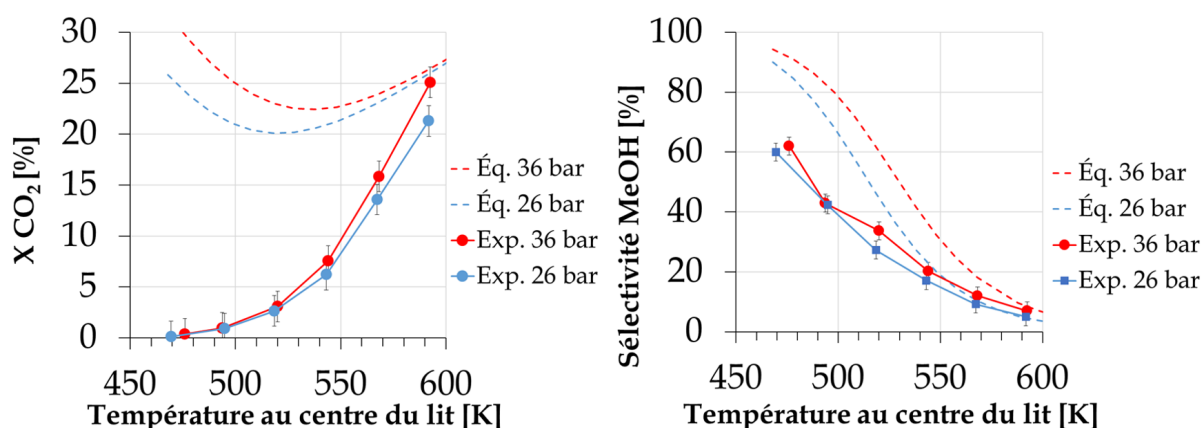 30
25
20
15
10
5
0
X CO2 [%]
450
500
550
600
Température au centre du lit [K]
Éq. 36 bar
Éq. 26 bar
Exp. 36 bar
Exp. 26 bar
100
80
60
40
20
0
Sélectivité MeOH [%]
450
500
550
600
Température au centre du lit [K]
Éq. 36 bar
Éq. 26 bar
Exp. 36 bar
Exp. 26 bar